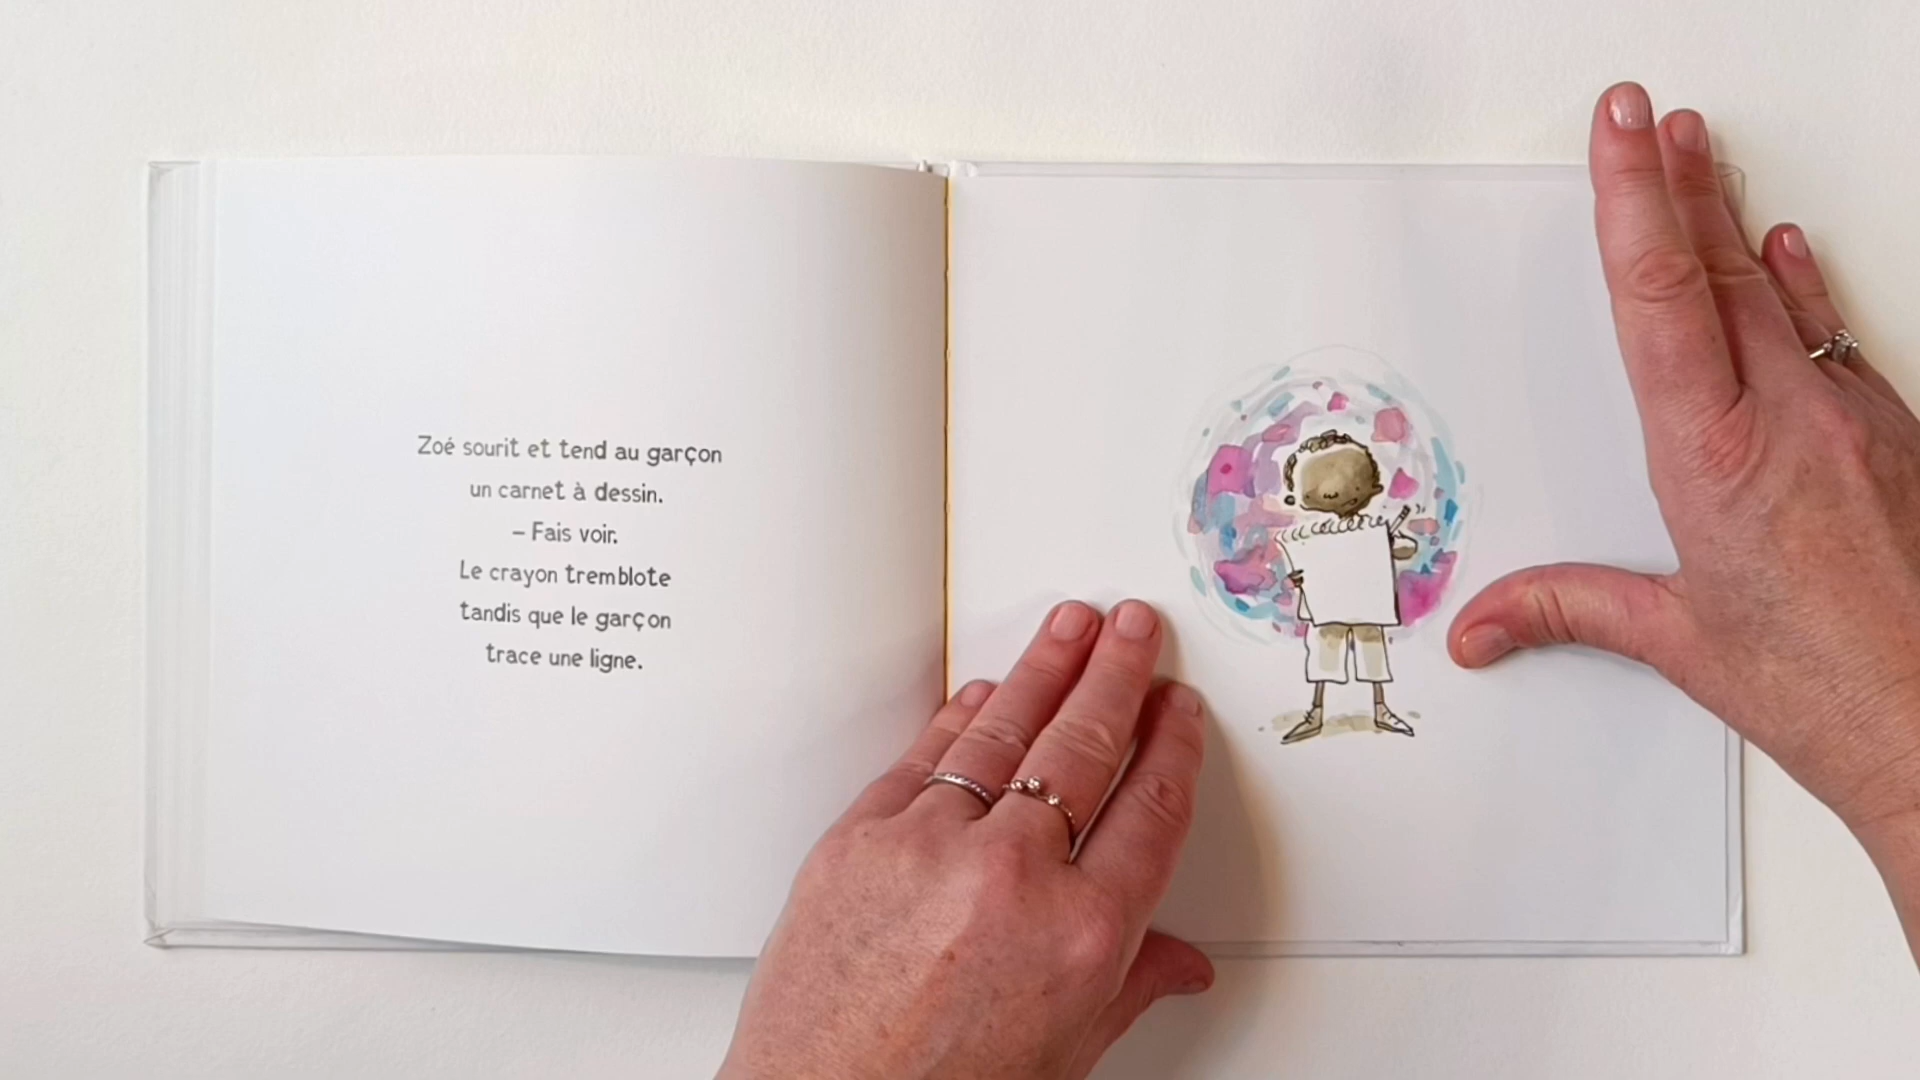 Zoé sourit et tend au garçon
un carnet à dessin.
– Fais voir.
Le crayon tremblote
tandis que le garçon
trace une ligne.